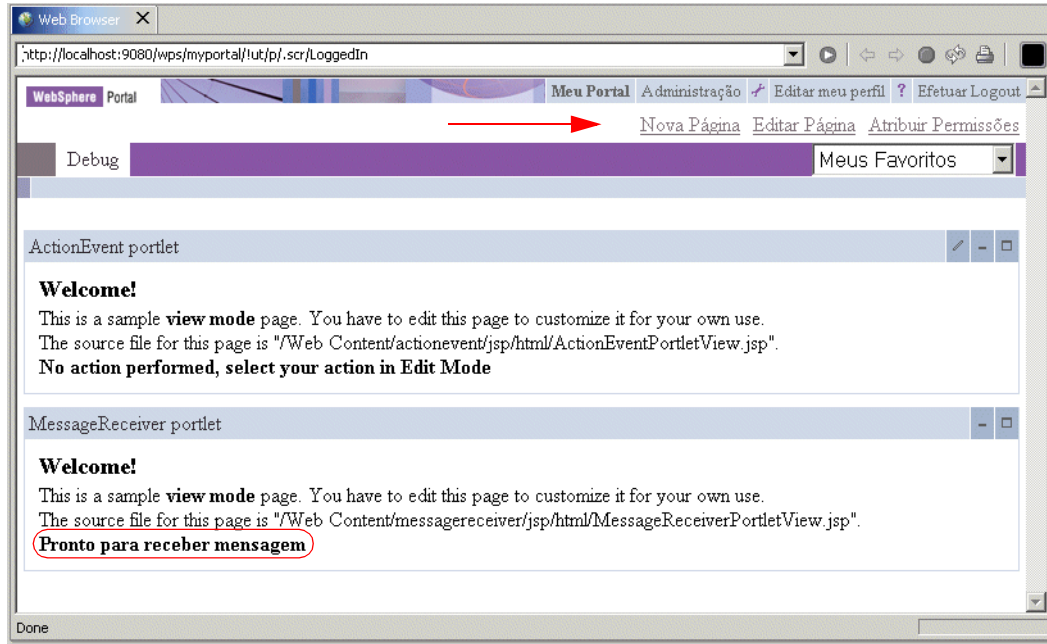 Web Browser
http://localhost:9080/wps/myportal/!ut/p/.scr/LoggedIn
WebSphere Portal
Meu Portal Administração Editar meu perfil ? Efetuar Logout
Nova Página Editar Página Atribuir Permissões
Debug
Meus Favoritos
ActionEvent portlet
Welcome!
This is a sample view mode page. You have to edit this page to customize it for your own use.
The source file for this page is "/Web Content/actionevent/jsp/html/ActionEventPortletView.jsp".
No action performed, select your action in Edit Mode
MessageReceiver portlet
Welcome!
This is a sample view mode page. You have to edit this page to customize it for your own use.
The source file for this page is "/Web Content/messagereceiver/jsp/html/MessageReceiverPortletView.jsp".
Pronto para receber mensagem
Done